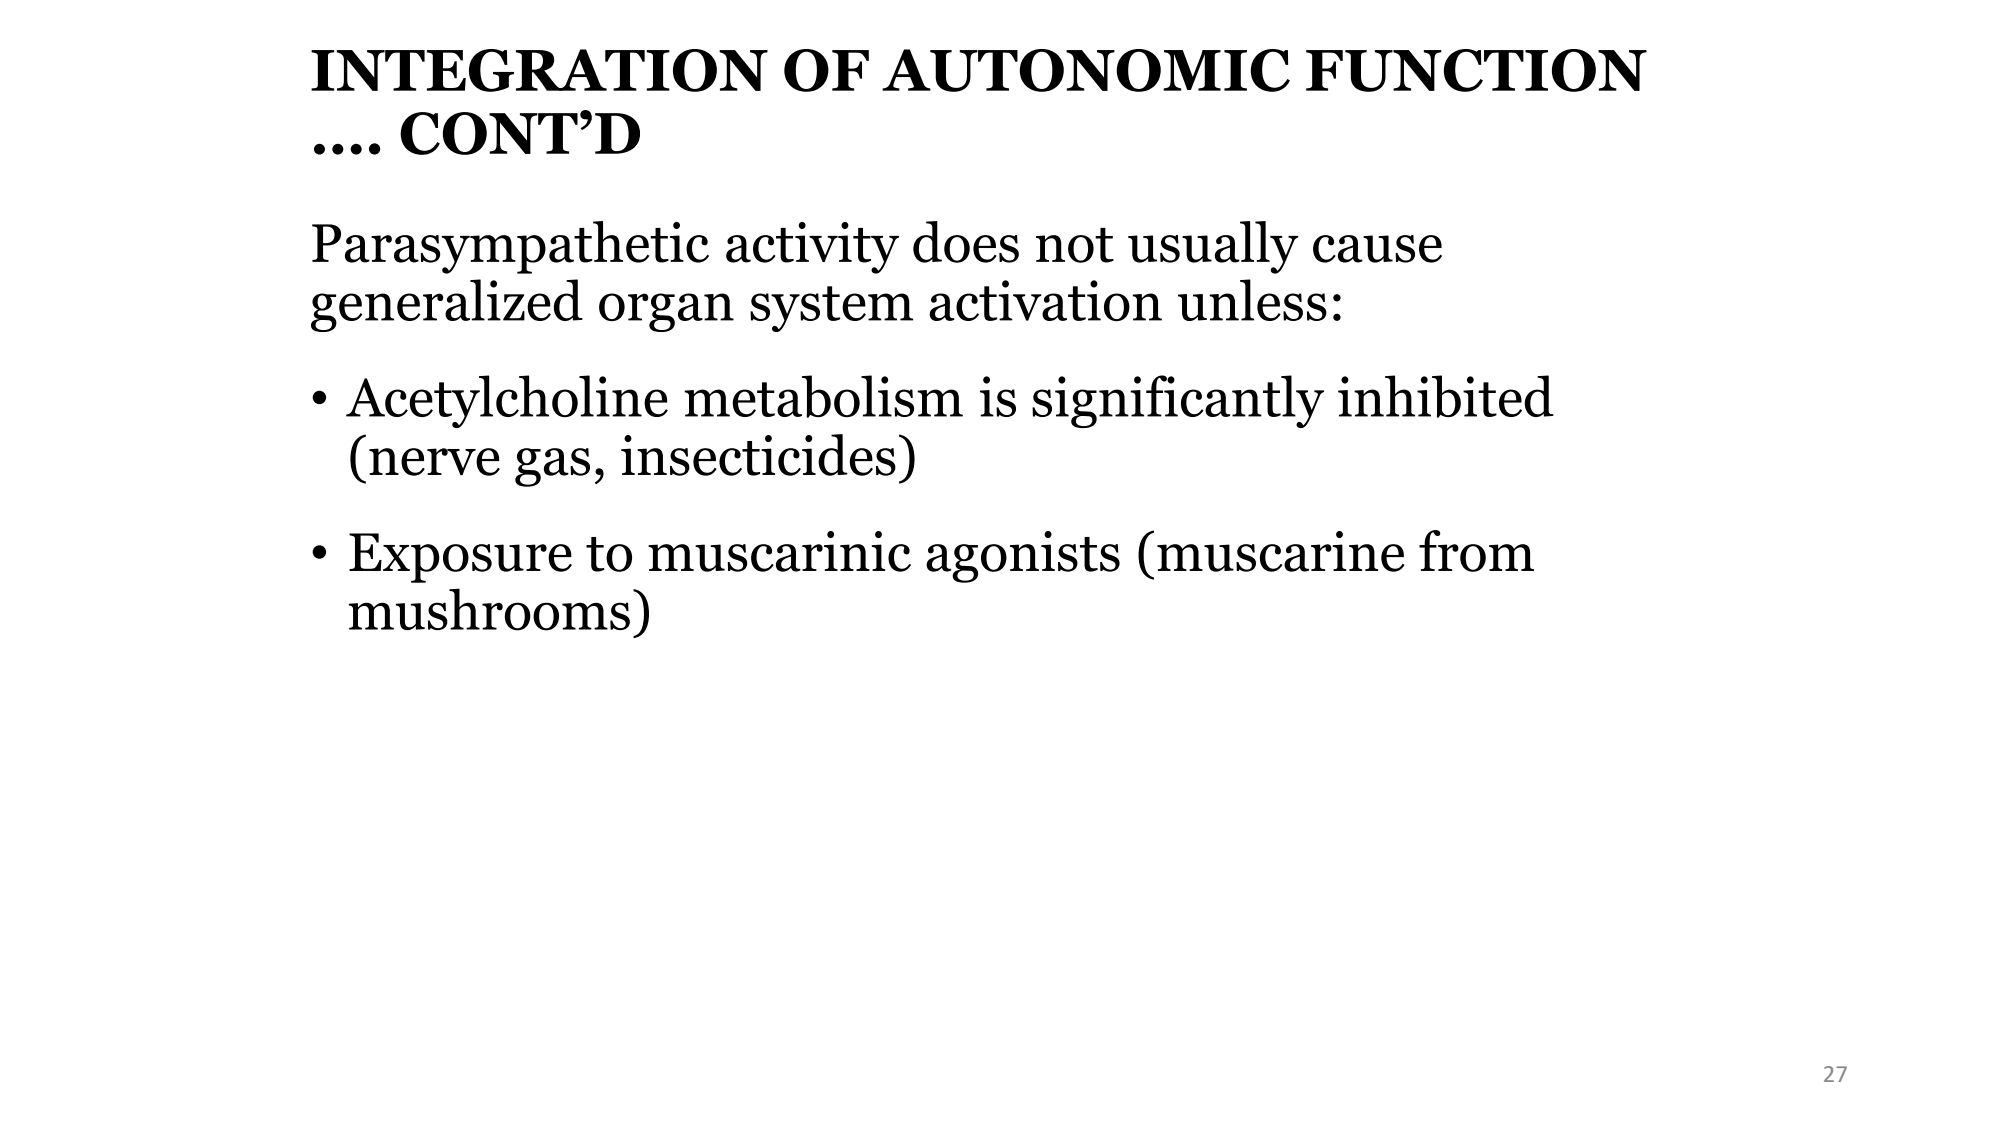 INTEGRATION OF AUTONOMIC FUNCTION
…. CONT’D
Parasympathetic activity does not usually cause
generalized organ system activation unless:
• Acetylcholine metabolism is significantly inhibited
(nerve gas, insecticides)
• Exposure to muscarinic agonists (muscarine from
mushrooms)
27